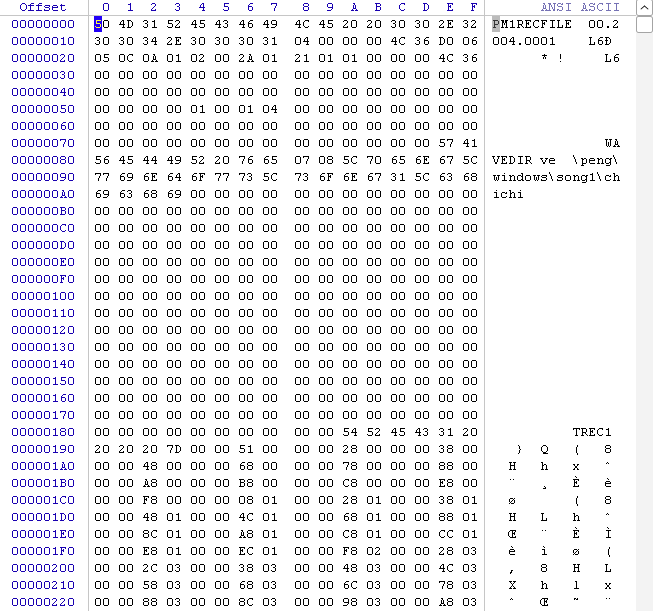 Offset 0 1 2 3 4 5 6 7 8 9 A B C D E F ANSI ASCII
00000000 50 4D 31 52 45 43 46 49 4C 45 20 20 30 30 2E 32 PM1RECFILE  00.2
00000010 30 30 34 2E 30 30 30 31 04 00 00 00 4C 36 D0 06 004.0001    L6Ð
00000020 05 0C 0A 01 02 00 2A 01 21 01 01 00 00 00 4C 36 * ! L6
00000030 00 00 00 00 00 00 00 00 00 00 00 00 00 00 00 00
00000040 00 00 00 00 00 00 00 00 00 00 00 00 00 00 00 00
00000050 00 00 00 00 01 00 01 04 00 00 00 00 00 00 00 00
00000060 00 00 00 00 00 00 00 00 00 00 00 00 00 00 00 00
00000070 00 00 00 00 00 00 00 00 00 00 00 00 00 00 57 41 WA
00000080 56 45 44 49 52 20 76 65 07 08 5C 70 65 6E 67 5C VEDIR ve  \peng\
00000090 77 69 6E 64 6F 77 73 5C 73 6F 6E 67 31 5C 63 68 windows\song1\ch
000000A0 69 63 68 69 00 00 00 00 00 00 00 00 00 00 00 00 ichi
000000B0 00 00 00 00 00 00 00 00 00 00 00 00 00 00 00 00
000000C0 00 00 00 00 00 00 00 00 00 00 00 00 00 00 00 00
000000D0 00 00 00 00 00 00 00 00 00 00 00 00 00 00 00 00
000000E0 00 00 00 00 00 00 00 00 00 00 00 00 00 00 00 00
000000F0 00 00 00 00 00 00 00 00 00 00 00 00 00 00 00 00
00000100 00 00 00 00 00 00 00 00 00 00 00 00 00 00 00 00
00000110 00 00 00 00 00 00 00 00 00 00 00 00 00 00 00 00
00000120 00 00 00 00 00 00 00 00 00 00 00 00 00 00 00 00
00000130 00 00 00 00 00 00 00 00 00 00 00 00 00 00 00 00
00000140 00 00 00 00 00 00 00 00 00 00 00 00 00 00 00 00
00000150 00 00 00 00 00 00 00 00 00 00 00 00 00 00 00 00
00000160 00 00 00 00 00 00 00 00 00 00 00 00 00 00 00 00
00000170 00 00 00 00 00 00 00 00 00 00 00 00 00 00 00 00
00000180 00 00 00 00 00 00 00 00 00 00 54 52 45 43 31 20 TREC1
00000190 20 20 20 7D 00 00 51 00 00 00 28 00 00 00 38 00 } Q ( 8
000001A0 00 00 48 00 00 00 68 00 00 00 78 00 00 00 88 00 H h x ˆ
000001B0 00 00 A8 00 00 00 B8 00 00 00 C8 00 00 00 E8 00 ¨ ¸ È è
000001C0 00 00 F8 00 00 00 08 01 00 00 28 01 00 00 38 01 ø ( 8
000001D0 00 00 48 01 00 00 4C 01 00 00 68 01 00 00 88 01 H L h ˆ
000001E0 00 00 8C 01 00 00 A8 01 00 00 C8 01 00 00 CC 01 Œ ¨ È Ì
000001F0 00 00 E8 01 00 00 EC 01 00 00 F8 02 00 00 28 03 è ì ø (
00000200 00 00 2C 03 00 00 38 03 00 00 48 03 00 00 4C 03 , 8 H L
00000210 00 00 58 03 00 00 68 03 00 00 6C 03 00 00 78 03 X h l x
00000220 00 00 88 03 00 00 8C 03 00 00 98 03 00 00 A8 03 ˆ Œ ˜ ¨